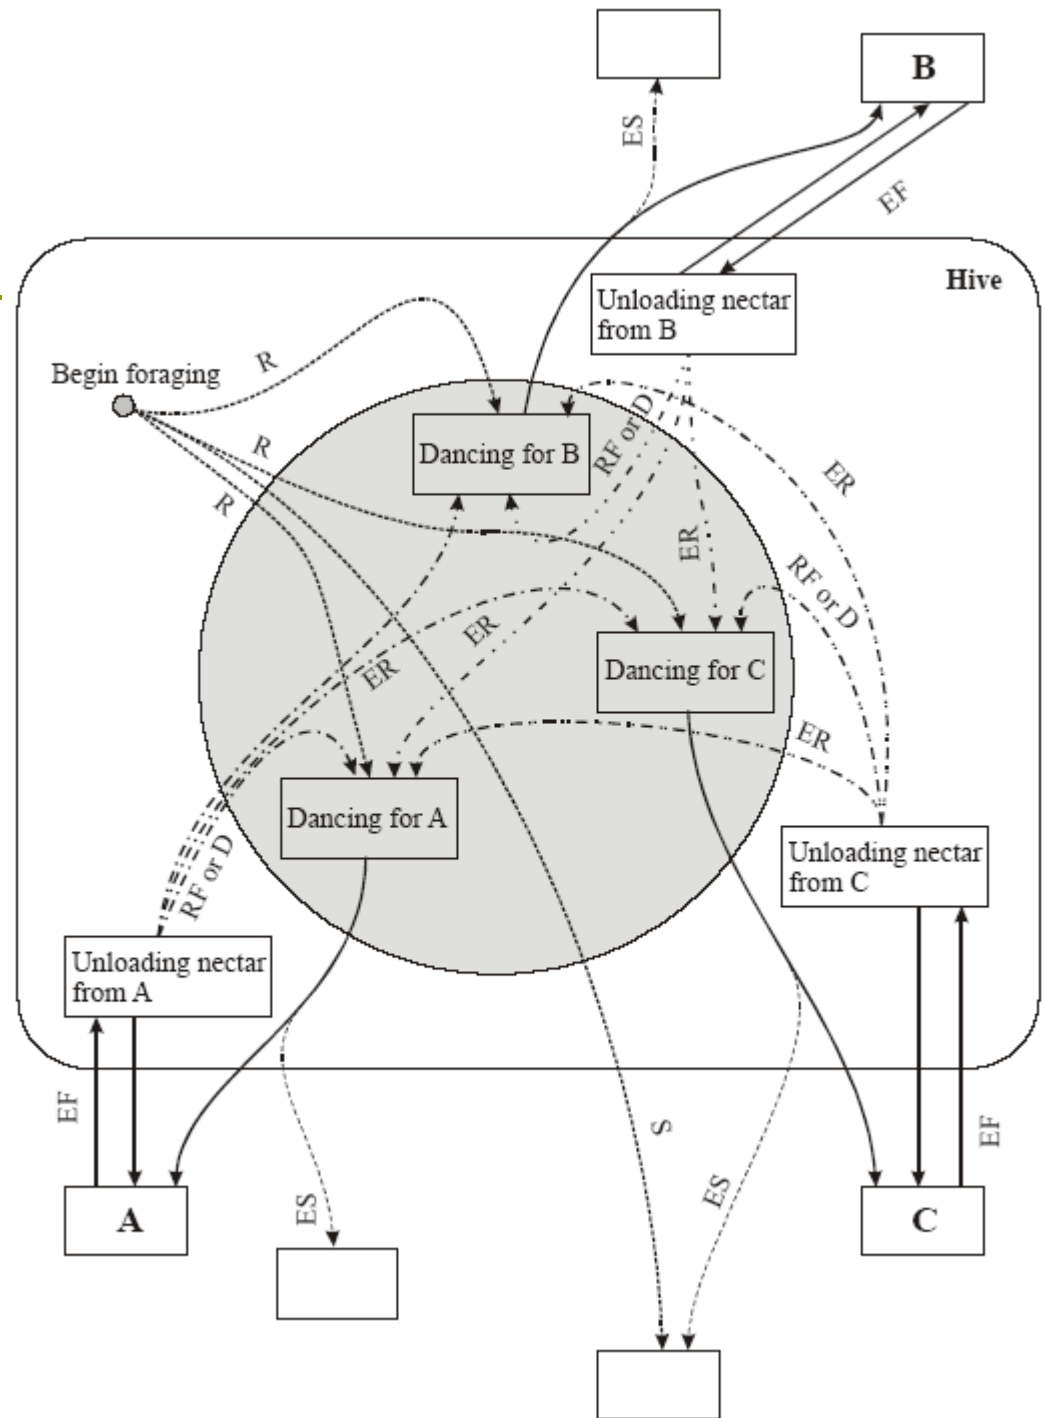 B
ES
EF
Hive
Unloading nectar
from B
R
Begin foraging
RF or D
R
Dancing for B
ER
R
ER
RF or D
ER
Dancing for C
ER
ER
Dancing for A
Unloading nectar
from C
RF or D
Unloading nectar
from A
EF
S
EF
ES
ES
A
C